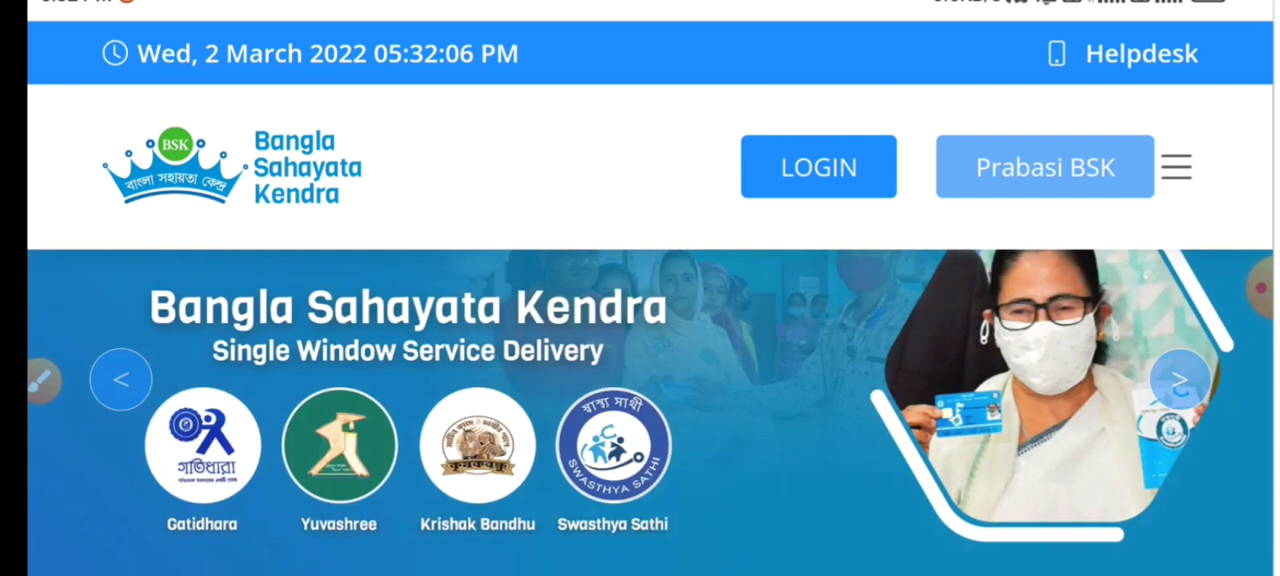 Wed, 2 March 2022 05:32:06 PM
Helpdesk
BSK
বাংলা সহায়তা কেন্দ্র
Bangla
Sahayata
Kendra
LOGIN
Prabasi BSK
Bangla Sahayata Kendra
Single Window Service Delivery
<
>
গতিধারা
কৃষকবন্ধু
স্বাস্থ্য সাথী
SWASTHYA SATHI
Gatidhara
Yuvashree
Krishak Bandhu
Swasthya Sathi